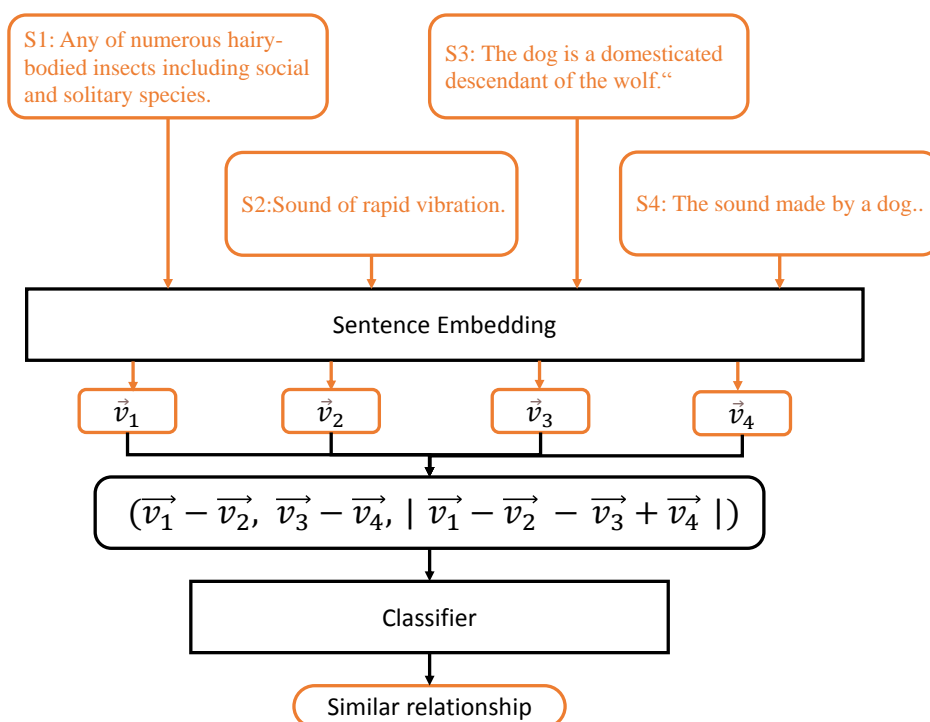 S1: Any of numerous hairy-
bodied insects including social
and solitary species.
S3: The dog is a domesticated
descendant of the wolf.“
S2:Sound of rapid vibration.
S4: The sound made by a dog..
Sentence Embedding
v⃗₁ v⃗₂ v⃗₃ v⃗₄
(v₁⃗ − v₂⃗, v₃⃗ − v₄⃗, | v₁⃗ − v₂⃗ − v₃⃗ + v₄⃗ |)
Classifier
Similar relationship